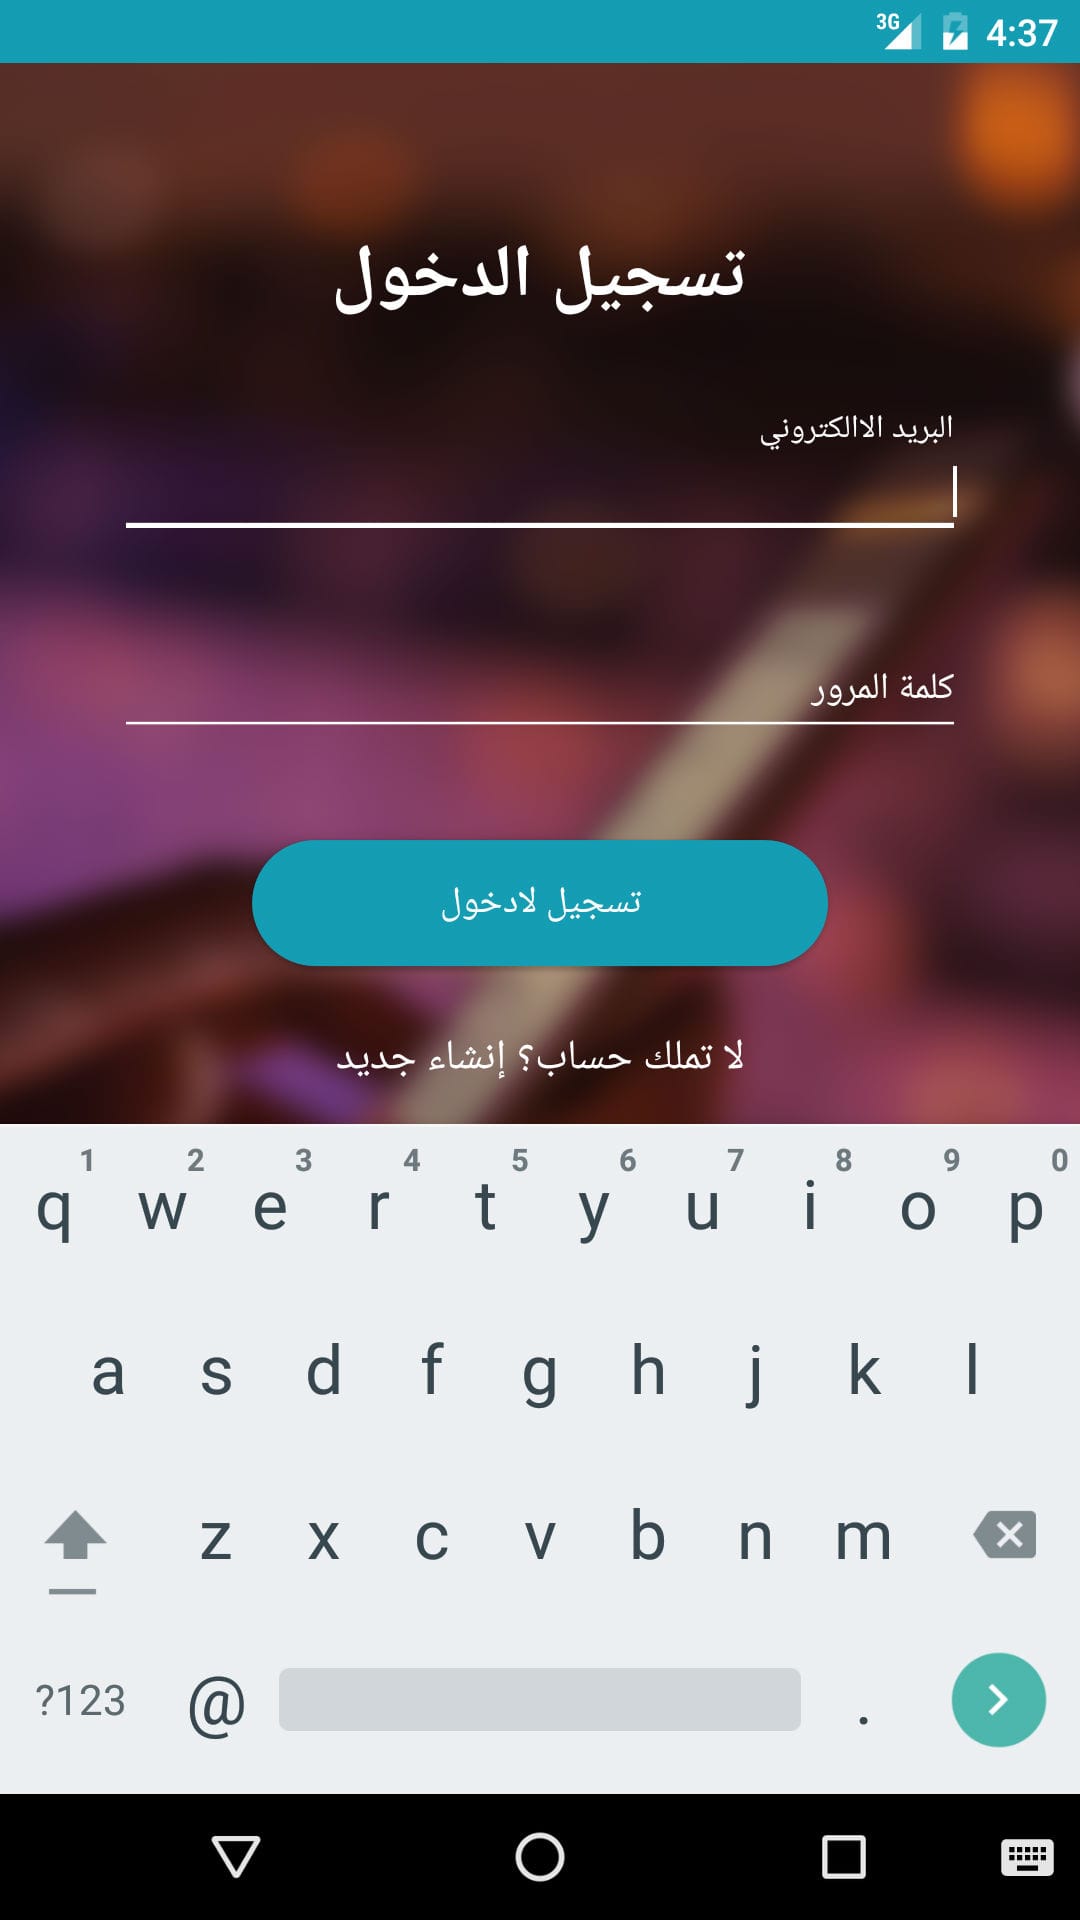 3G 4:37
تسجيل الدخول
البريد الاالكتروني
كلمة المرور
تسجيل لادخول
لا تملك حساب؟ إنشاء جديد
1 2 3 4 5 6 7 8 9 0
q w e r t y u i o p
a s d f g h j k l
z x c v b n m
?123 @ .